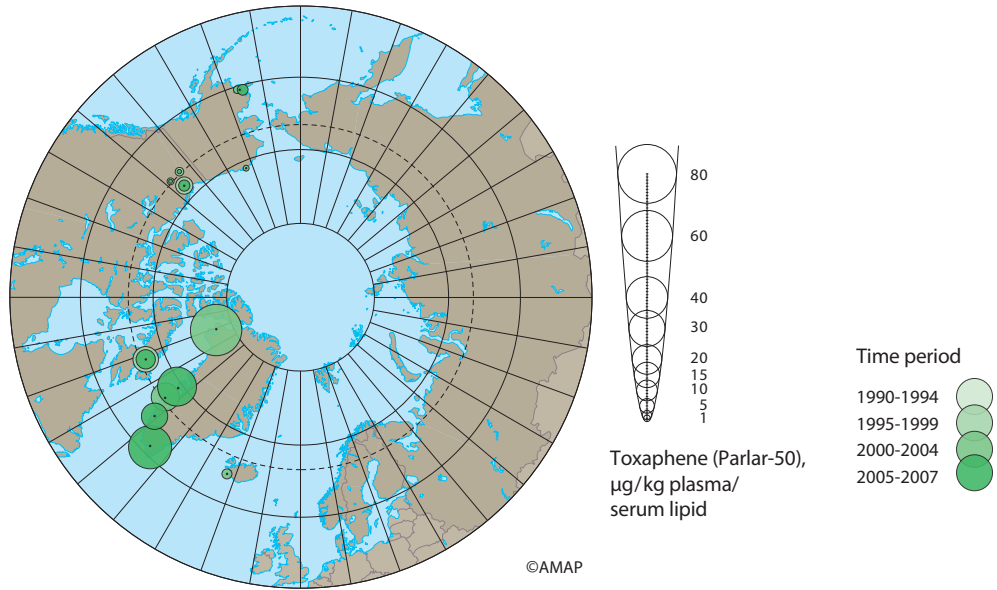 80
60
40
30
20
15
10
5
1
Toxaphene (Parlar-50),
µg/kg plasma/
serum lipid
Time period
1990-1994
1995-1999
2000-2004
2005-2007
©AMAP